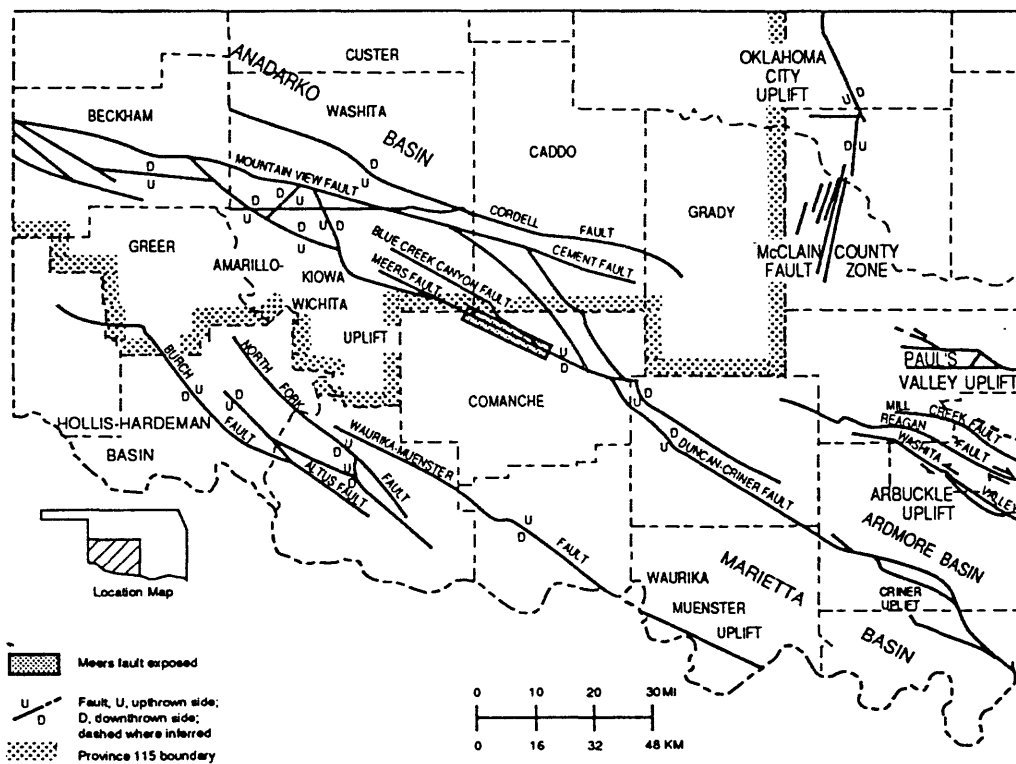 CUSTER
ANADARKO
BASIN
WASHITA
BECKHAM
CADDO
OKLAHOMA
CITY
UPLIFT
U D
D U
D
U
D
U
MOUNTAIN VIEW FAULT
D D U
U
U D
D
U
CORDELL FAULT
CEMENT FAULT
GRADY
McCLAIN COUNTY
FAULT ZONE
GREER
AMARILLO-
KIOWA
WICHITA
UPLIFT
BLUE CREEK CANYON FAULT
MEERS FAULT
U
D
PAUL'S
VALLEY UPLIFT
MILL CREEK FAULT
REAGAN FAULT
WASHITA VALLEY
ARBUCKLE
UPLIFT
BURCH FAULT
U
D
NORTH FORK FAULT
U D
U
D
COMANCHE
D
U
HOLLIS-HARDEMAN
BASIN
ALTUS FAULT
WAURIKA-MUENSTER FAULT
U
D
D
U
DUNCAN-CRINER FAULT
ARDMORE BASIN
CRINER
UPLIFT
MARIETTA
BASIN
WAURIKA
MUENSTER
UPLIFT
Location Map
Meers fault exposed
U
D
Fault, U, upthrown side;
D, downthrown side;
dashed where inferred
Province 115 boundary
0 10 20 30 MI
0 16 32 48 KM